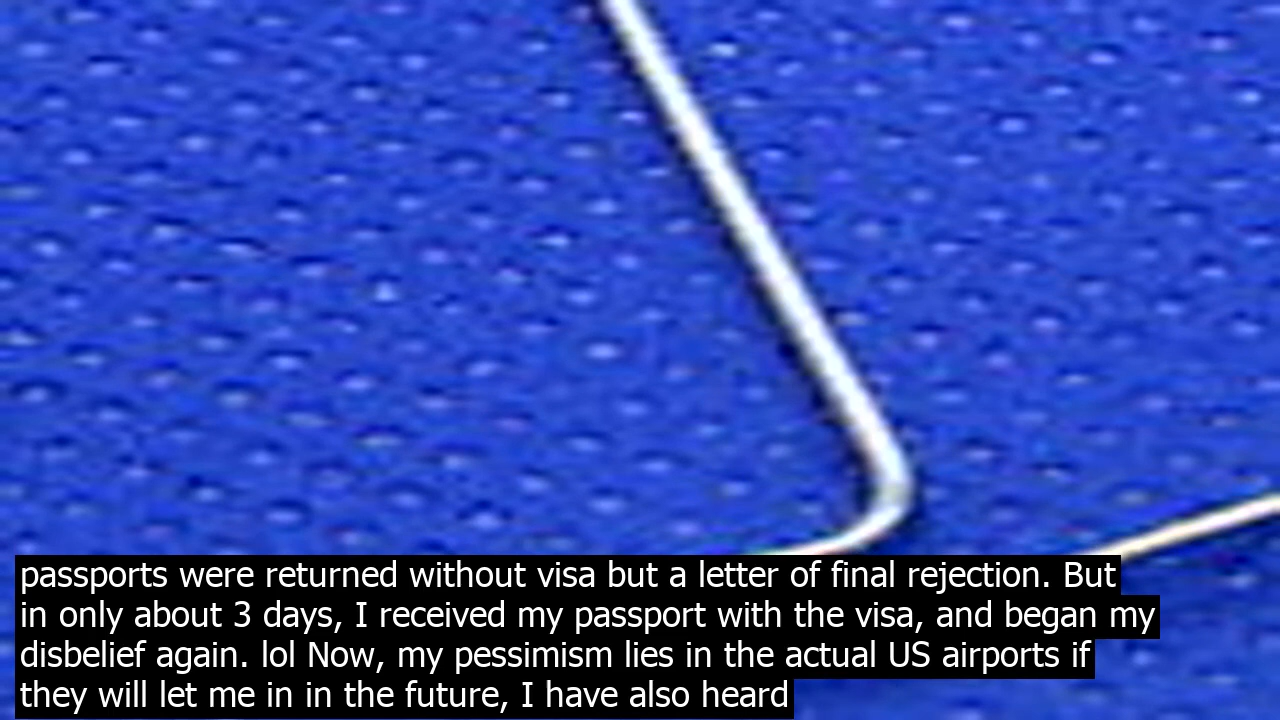 passports were returned without visa but a letter of final rejection. But
in only about 3 days, I received my passport with the visa, and began my
disbelief again. lol Now, my pessimism lies in the actual US airports if
they will let me in in the future, I have also heard